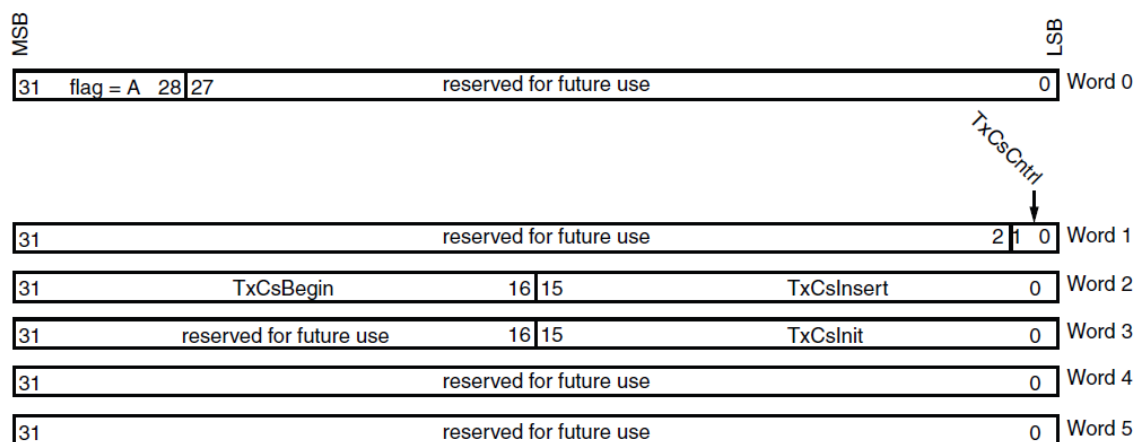 MSB
LSB
31 flag = A 28 27 reserved for future use 0 Word 0
TxCsCntrl
31 reserved for future use 2 1 0 Word 1
31 TxCsBegin 16 15 TxCsInsert 0 Word 2
31 reserved for future use 16 15 TxCsInit 0 Word 3
31 reserved for future use 0 Word 4
31 reserved for future use 0 Word 5